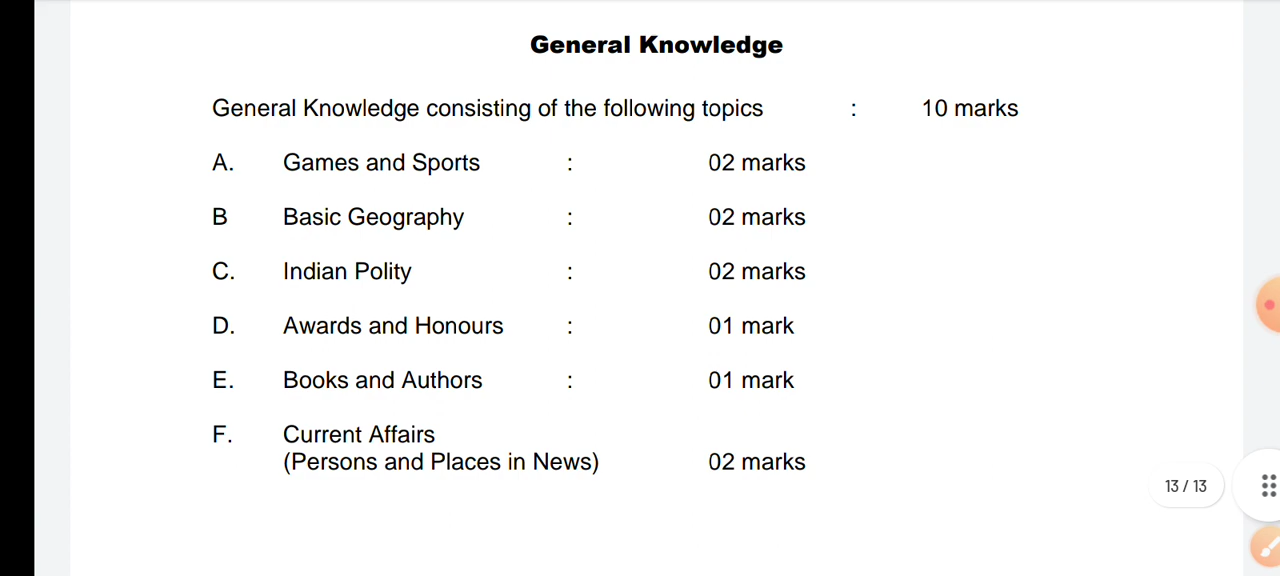 General Knowledge
General Knowledge consisting of the following topics : 10 marks
A. Games and Sports : 02 marks
B Basic Geography : 02 marks
C. Indian Polity : 02 marks
D. Awards and Honours : 01 mark
E. Books and Authors : 01 mark
F. Current Affairs
(Persons and Places in News) 02 marks
13 / 13